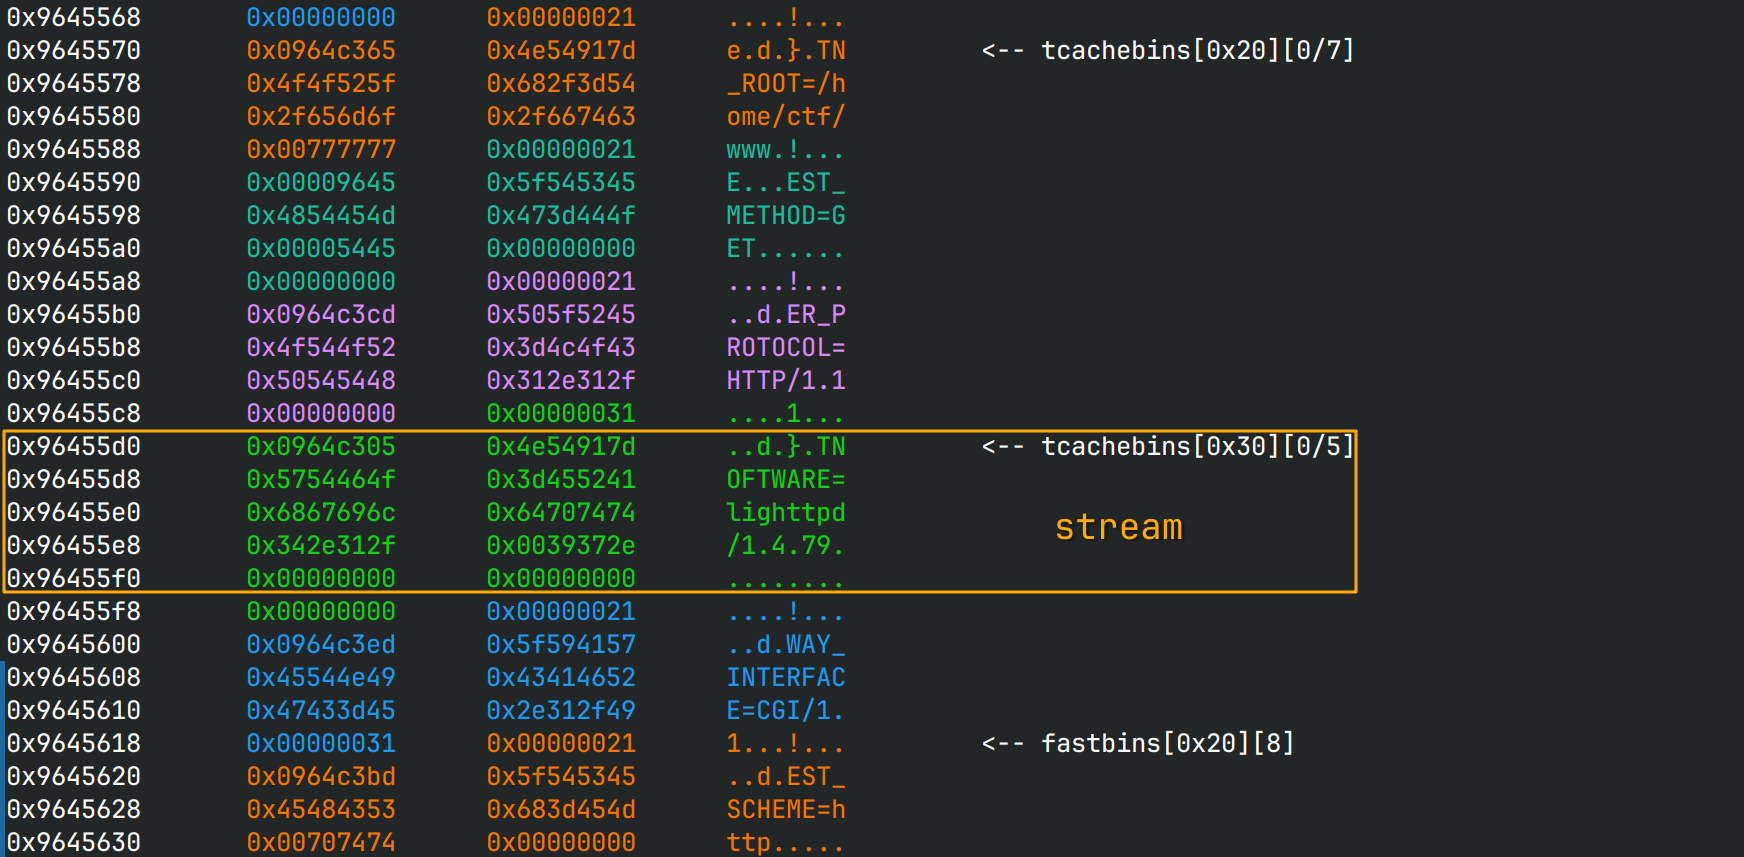 0x9645568 0x00000000 0x00000021 ....!...
0x9645570 0x0964c365 0x4e54917d e.d.}.TN <-- tcachebins[0x20][0/7]
0x9645578 0x4f4f525f 0x682f3d54 _ROOT=/h
0x9645580 0x2f656d6f 0x2f667463 ome/ctf/
0x9645588 0x00777777 0x00000021 www.!...
0x9645590 0x00009645 0x5f545345 E...EST_
0x9645598 0x4854454d 0x473d444f METHOD=G
0x96455a0 0x00005445 0x00000000 ET......
0x96455a8 0x00000000 0x00000021 ....!...
0x96455b0 0x0964c3cd 0x505f5245 ..d.ER_P
0x96455b8 0x4f544f52 0x3d4c4f43 ROTOCOL=
0x96455c0 0x50545448 0x312e312f HTTP/1.1
0x96455c8 0x00000000 0x00000031 ....1...
0x96455d0 0x0964c305 0x4e54917d ..d.}.TN <-- tcachebins[0x30][0/5]
0x96455d8 0x5754464f 0x3d455241 OFTWARE=
0x96455e0 0x6867696c 0x64707474 lighttpd
stream
0x96455e8 0x342e312f 0x0039372e /1.4.79.
0x96455f0 0x00000000 0x00000000 ........
0x96455f8 0x00000000 0x00000021 ....!...
0x9645600 0x0964c3ed 0x5f594157 ..d.WAY_
0x9645608 0x45544e49 0x43414652 INTERFAC
0x9645610 0x47433d45 0x2e312f49 E=CGI/1.
0x9645618 0x00000031 0x00000021 1...!... <-- fastbins[0x20][8]
0x9645620 0x0964c3bd 0x5f545345 ..d.EST_
0x9645628 0x45484353 0x683d454d SCHEME=h
0x9645630 0x00707474 0x00000000 ttp.....